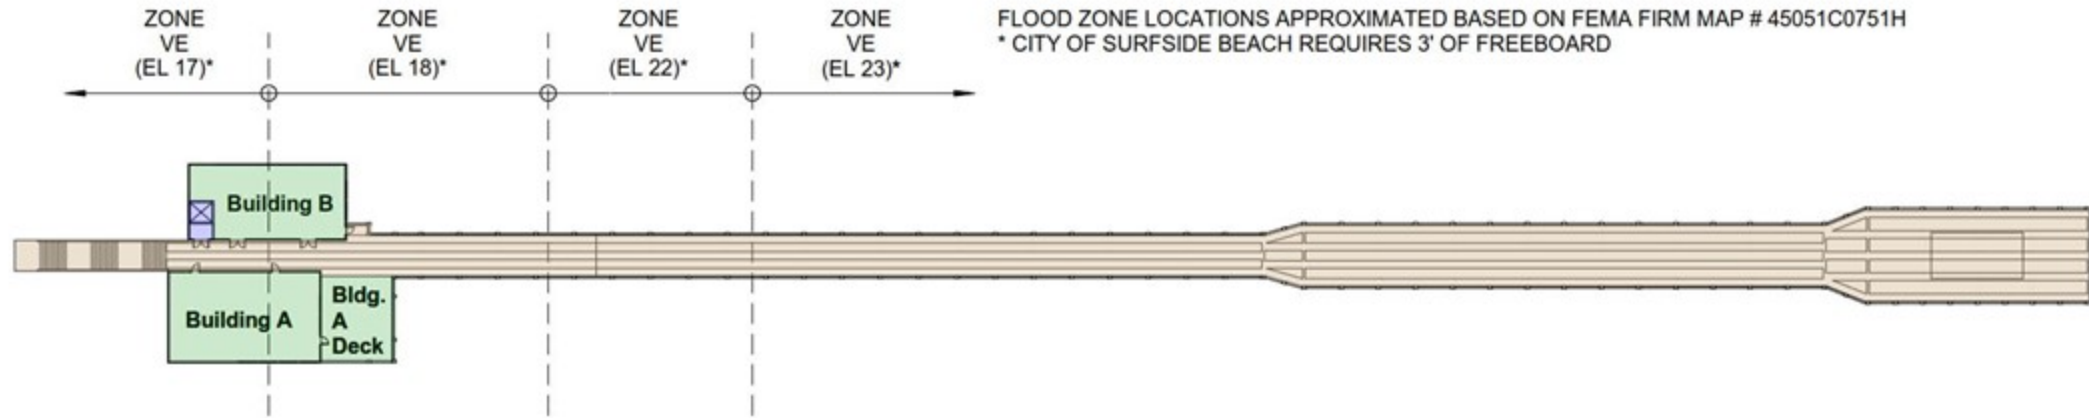 ZONE
VE
(EL 17)*
ZONE
VE
(EL 18)*
ZONE
VE
(EL 22)*
ZONE
VE
(EL 23)*
FLOOD ZONE LOCATIONS APPROXIMATED BASED ON FEMA FIRM MAP # 45051C0751H
* CITY OF SURFSIDE BEACH REQUIRES 3' OF FREEBOARD
Building B
Building A
Bldg.
A
Deck